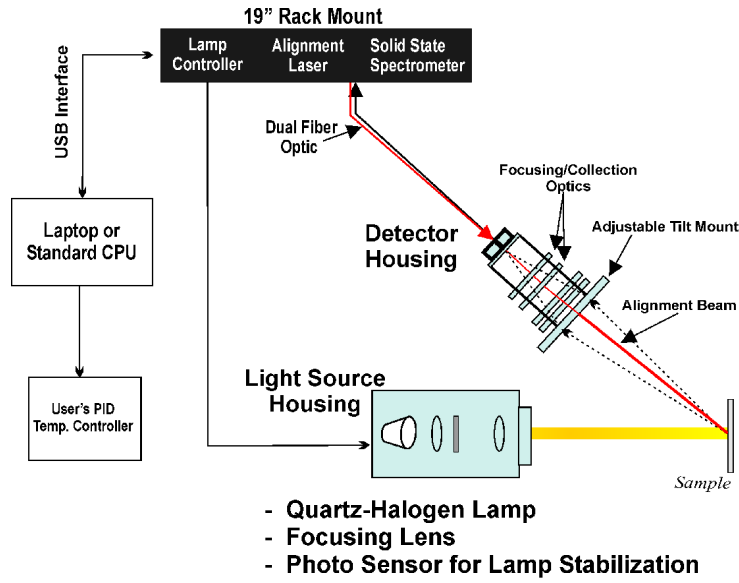 19” Rack Mount
Lamp
Controller
Alignment
Laser
Solid State
Spectrometer
USB Interface
Dual Fiber
Optic
Focusing/Collection
Optics
Laptop or
Standard CPU
Detector
Housing
Adjustable Tilt Mount
Alignment Beam
User's PID
Temp. Controller
Light Source
Housing
Sample
- Quartz-Halogen Lamp
- Focusing Lens
- Photo Sensor for Lamp Stabilization